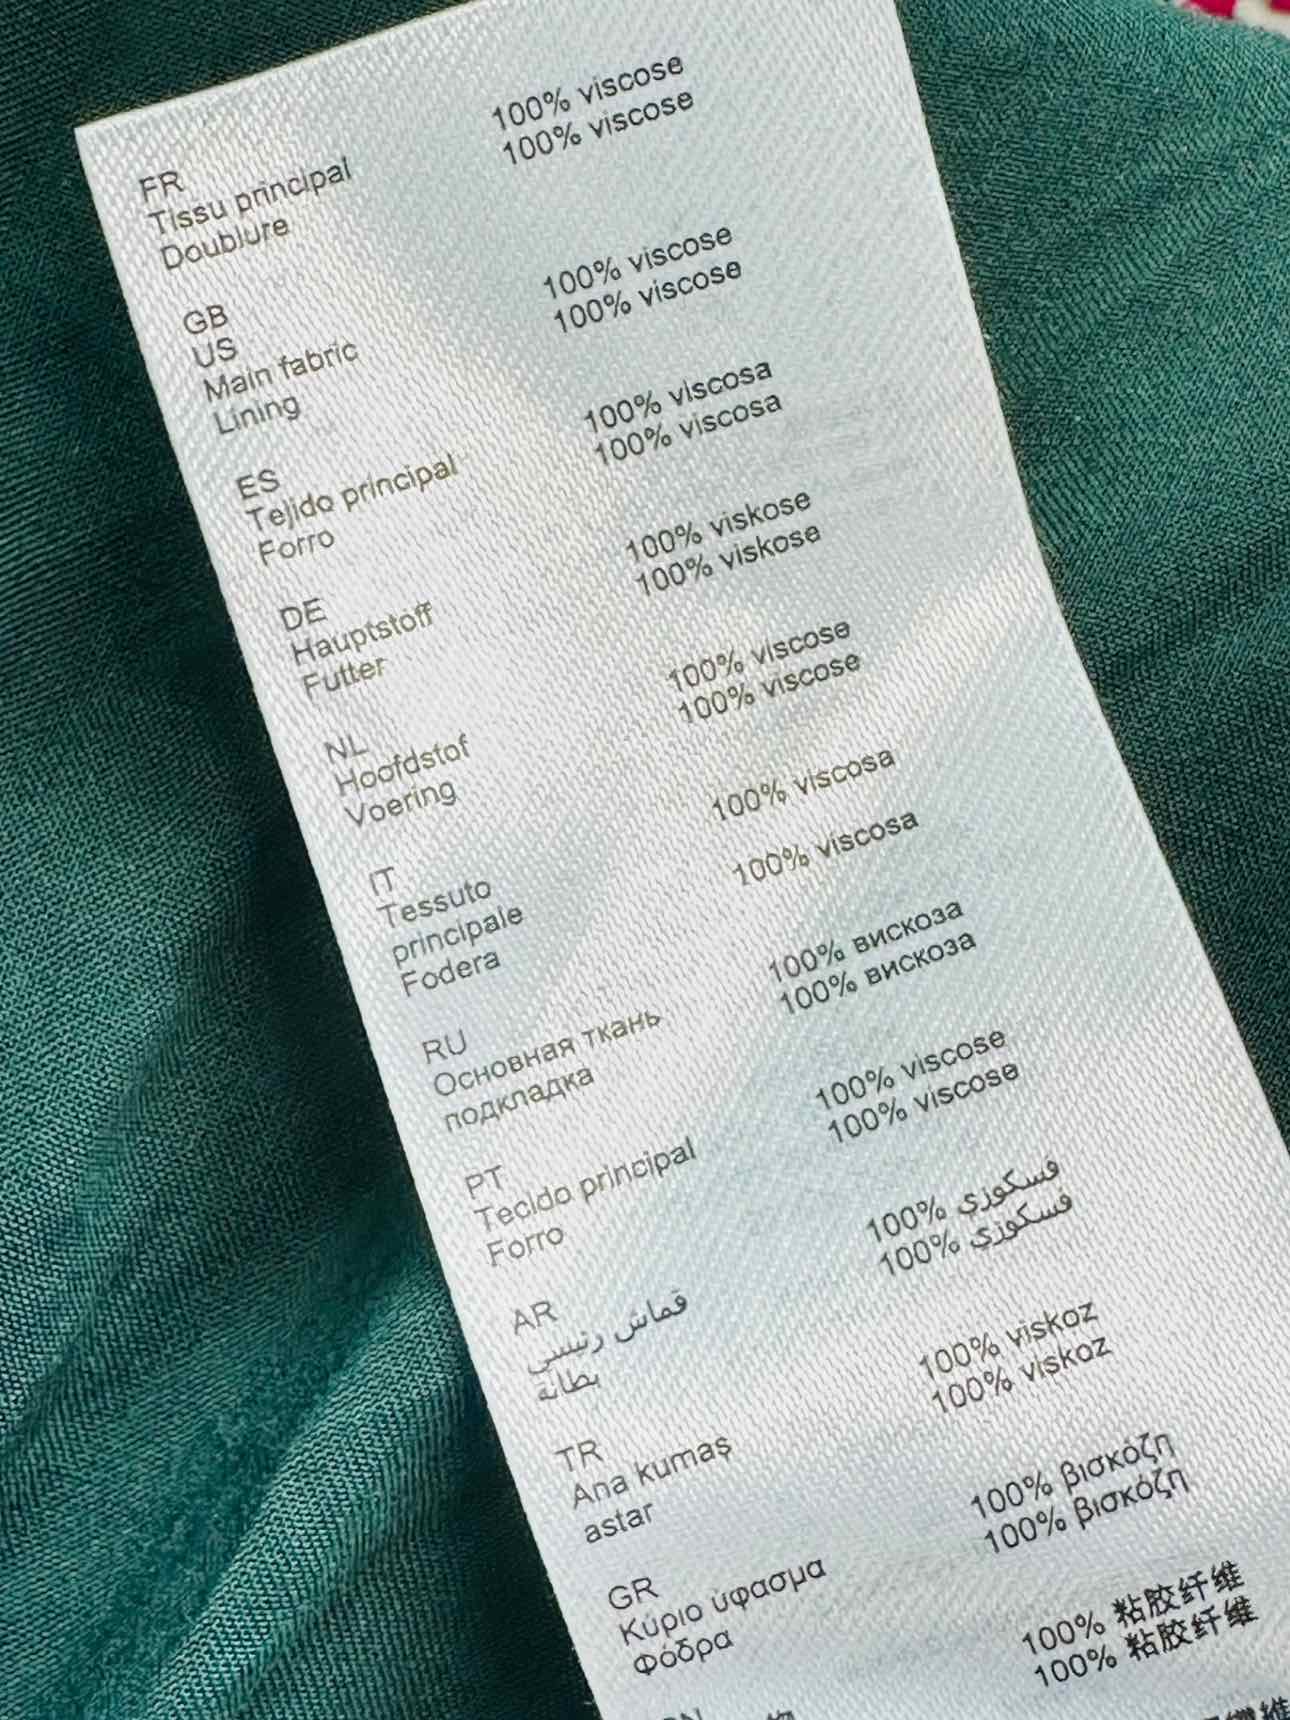 FR
Tissu principal 100% viscose
Doublure 100% viscose
GB
US
Main fabric 100% viscose
Lining 100% viscose
ES
Tejido principal 100% viscosa
Forro 100% viscosa
DE
Hauptstoff 100% viskose
Futter 100% viskose
NL
Hoofdstof 100% viscose
Voering 100% viscose
IT
Tessuto 100% viscosa
principale
Fodera 100% viscosa
RU
Основная ткань 100% вискоза
подкладка 100% вискоза
PT
Tecido principal 100% viscose
Forro 100% viscose
AR
قماش رئيسي 100% فسكوزي
بطانة 100% فسكوزي
TR
Ana kumaş 100% viskoz
astar 100% viskoz
GR
Κύριο ύφασμα 100% βισκόζη
Φόδρα 100% βισκόζη
100% 粘胶纤维
100% 粘胶纤维